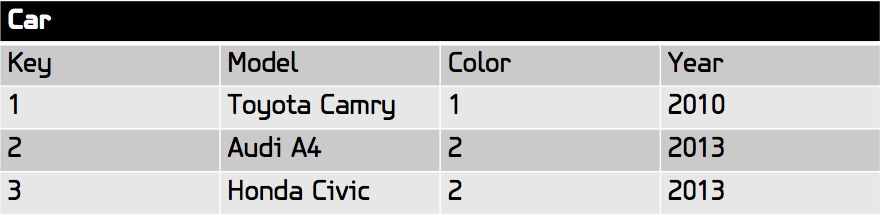 Car
Key Model Color Year
1 Toyota Camry 1 2010
2 Audi A4 2 2013
3 Honda Civic 2 2013